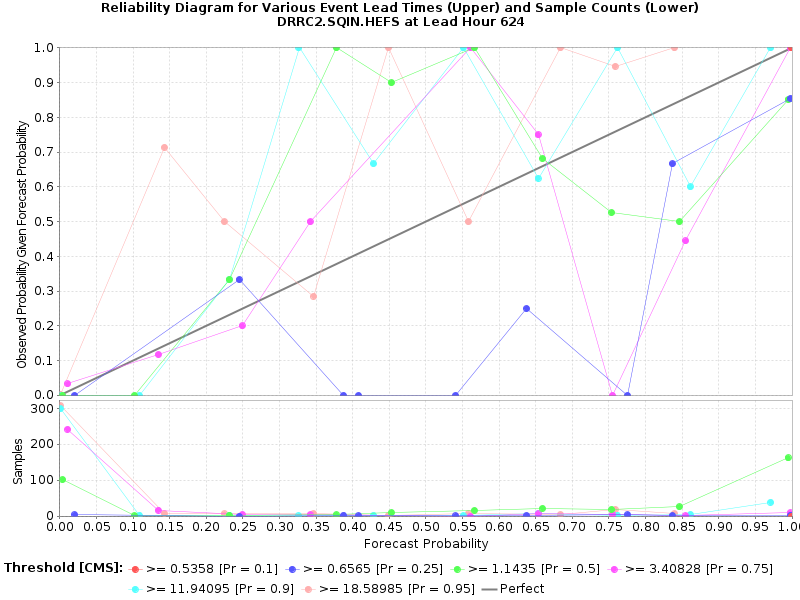 Reliability Diagram for Various Event Lead Times (Upper) and Sample Counts (Lower)
DRRC2.SQIN.HEFS at Lead Hour 624
Observed Probability Given Forecast Probability
1.0
0.9
0.8
0.7
0.6
0.5
0.4
0.3
0.2
0.1
0.0
Samples
300
200
100
0
0.00 0.05 0.10 0.15 0.20 0.25 0.30 0.35 0.40 0.45 0.50 0.55 0.60 0.65 0.70 0.75 0.80 0.85 0.90 0.95 1.0
Forecast Probability
Threshold [CMS]: >= 0.5358 [Pr = 0.1] >= 0.6565 [Pr = 0.25] >= 1.1435 [Pr = 0.5] >= 3.40828 [Pr = 0.75]
>= 11.94095 [Pr = 0.9] >= 18.58985 [Pr = 0.95] Perfect